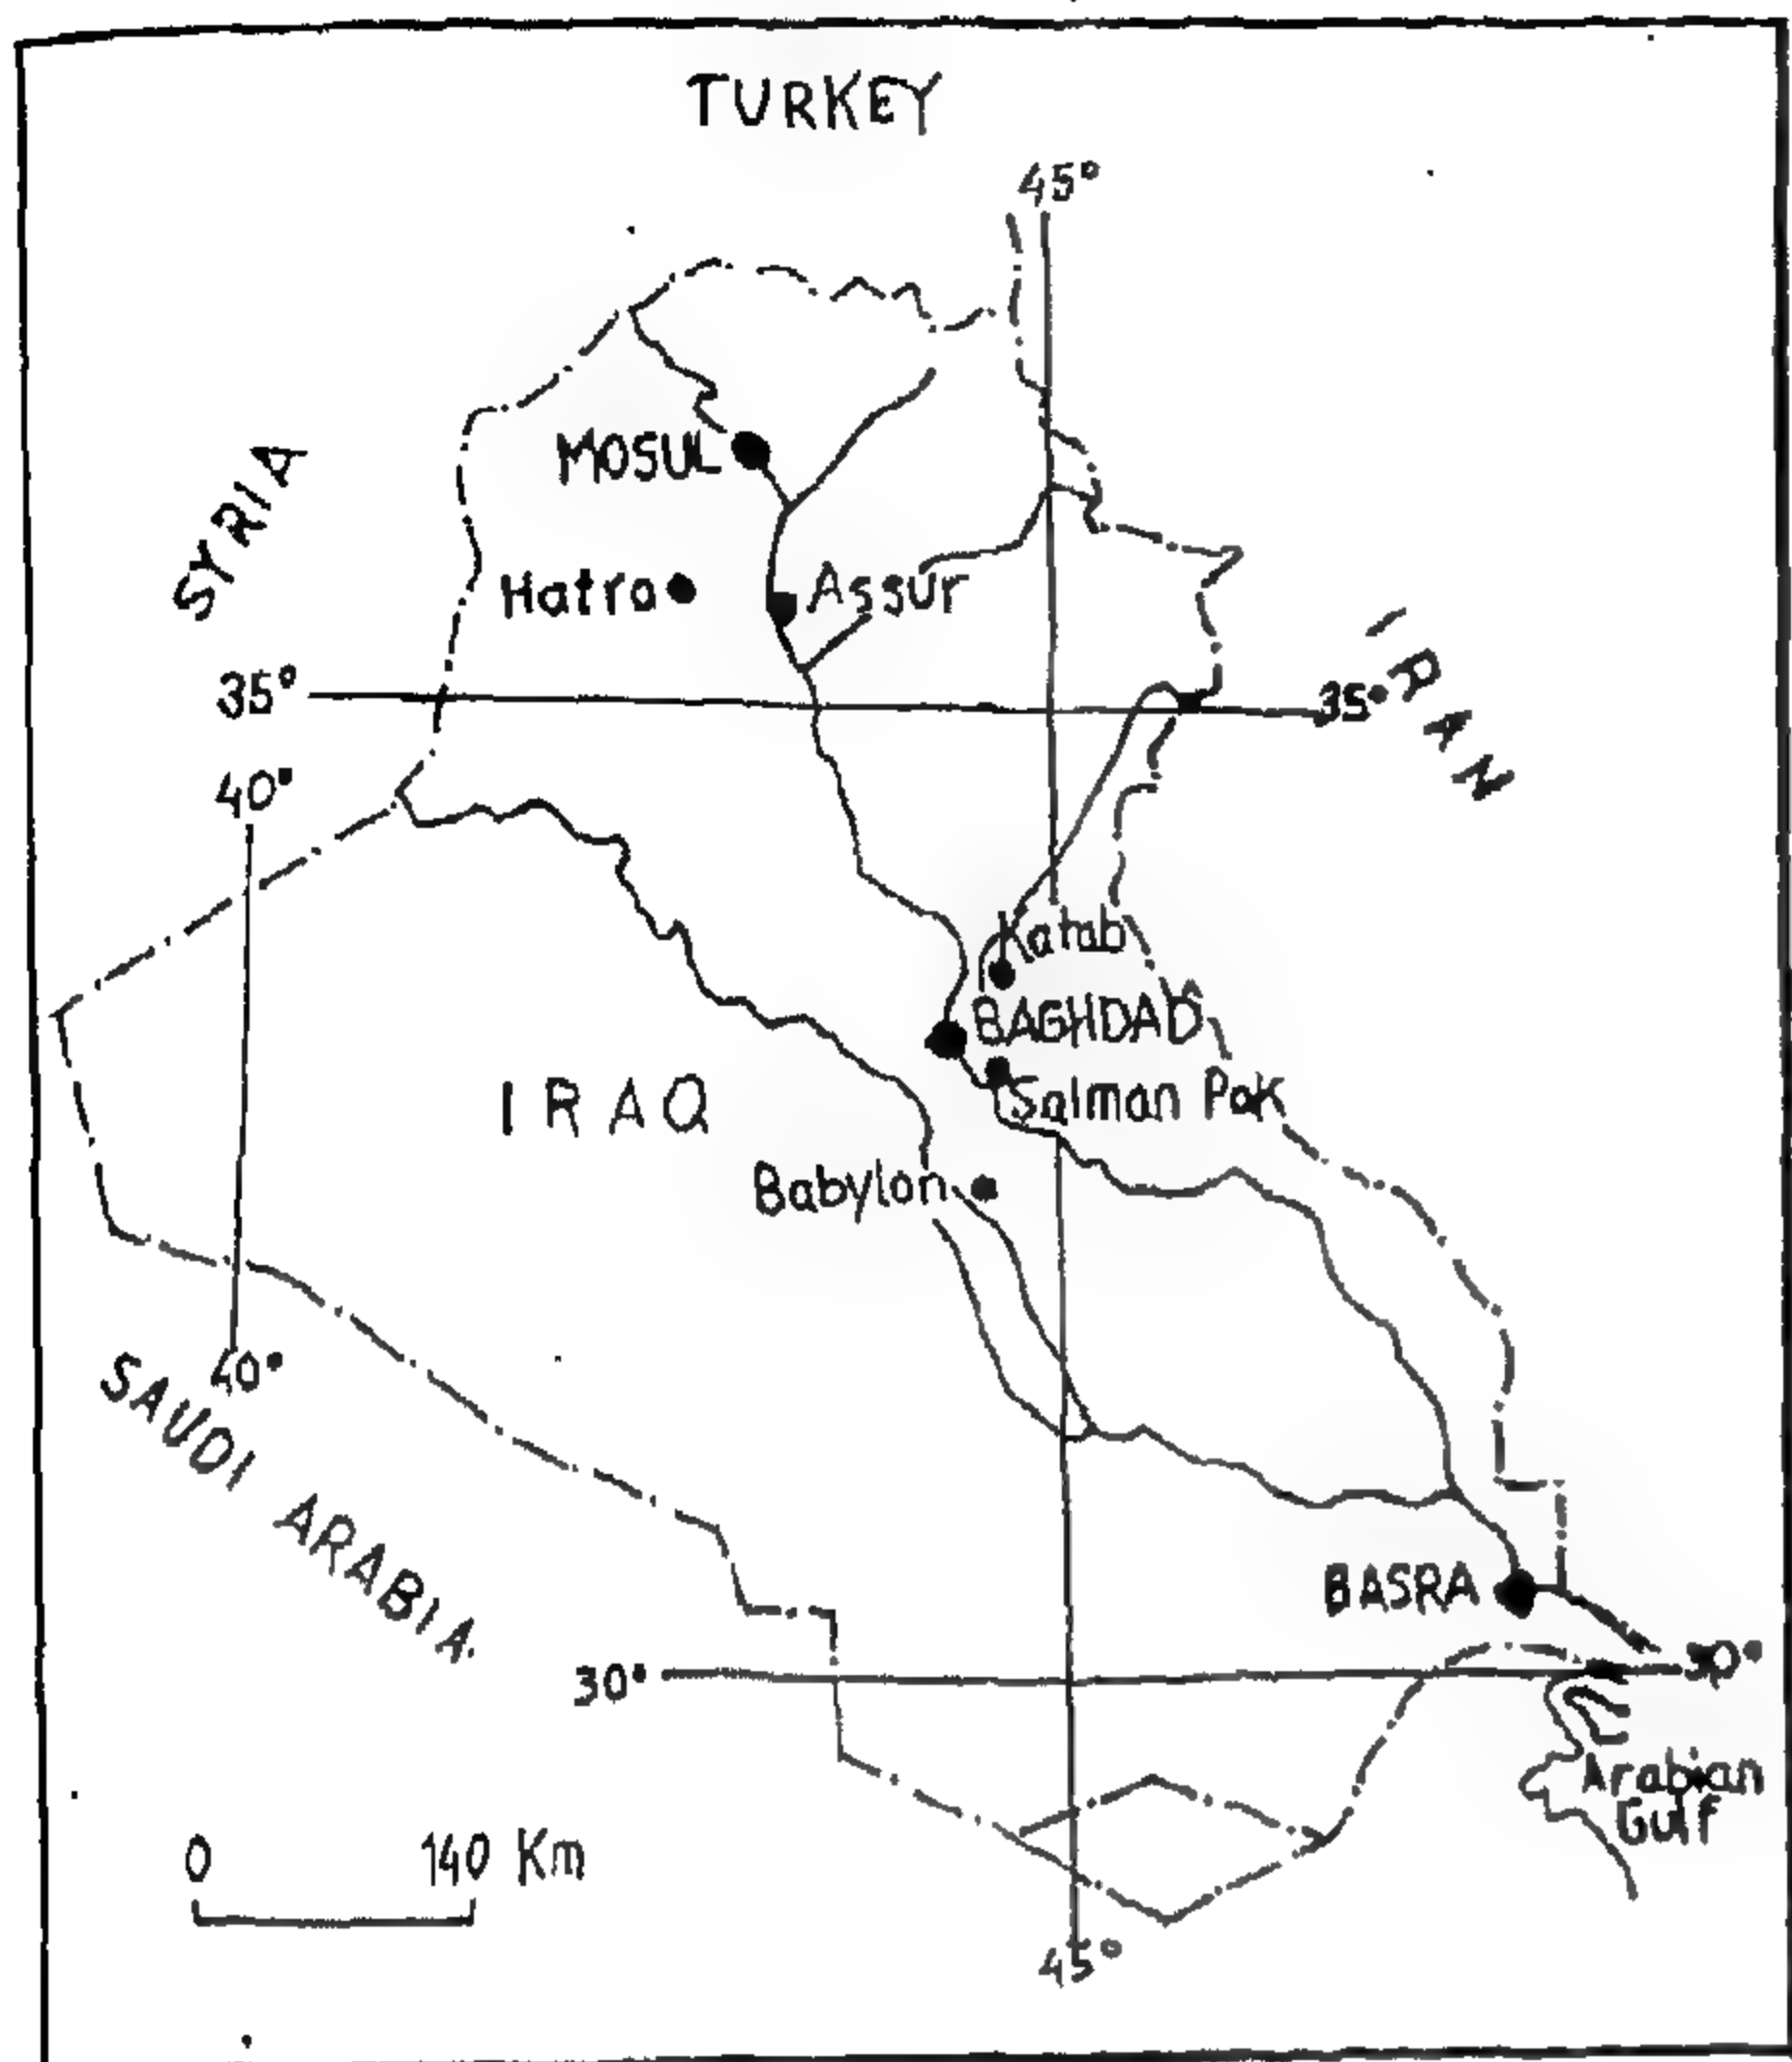 TURKEY
45°
MOSUL
SYRIA
Hatra
Assur
35°
35°
IRAN
40°
Katab
BAGHDAD
Salman Pak
IRAQ
Babylon
40°
SAUDI ARABIA.
BASRA
30°
30°
Arabian
Gulf
0
140 Km
45°